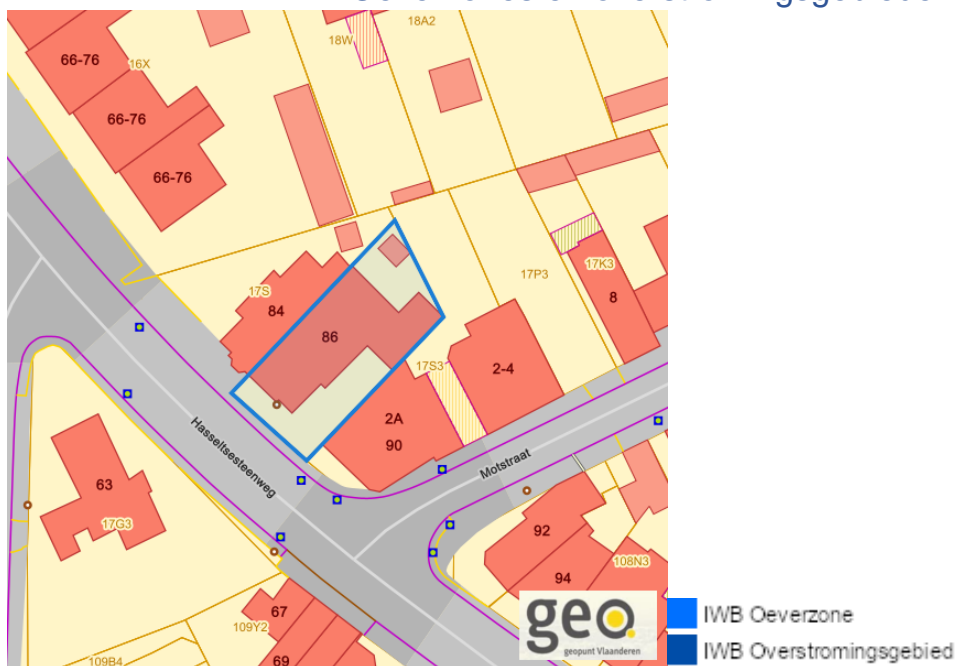 18A2
18W
66-76
16X
66-76
66-76
17S
84
86
17P3
17K3
8
17S3
2-4
2A
90
Hasseltsesteenweg
Motstraat
63
17G3
92
94
108N3
67
109Y2
69
109B4
geo.
geopunt Vlaanderen
IWB Oeverzone
IWB Overstromingsgebied